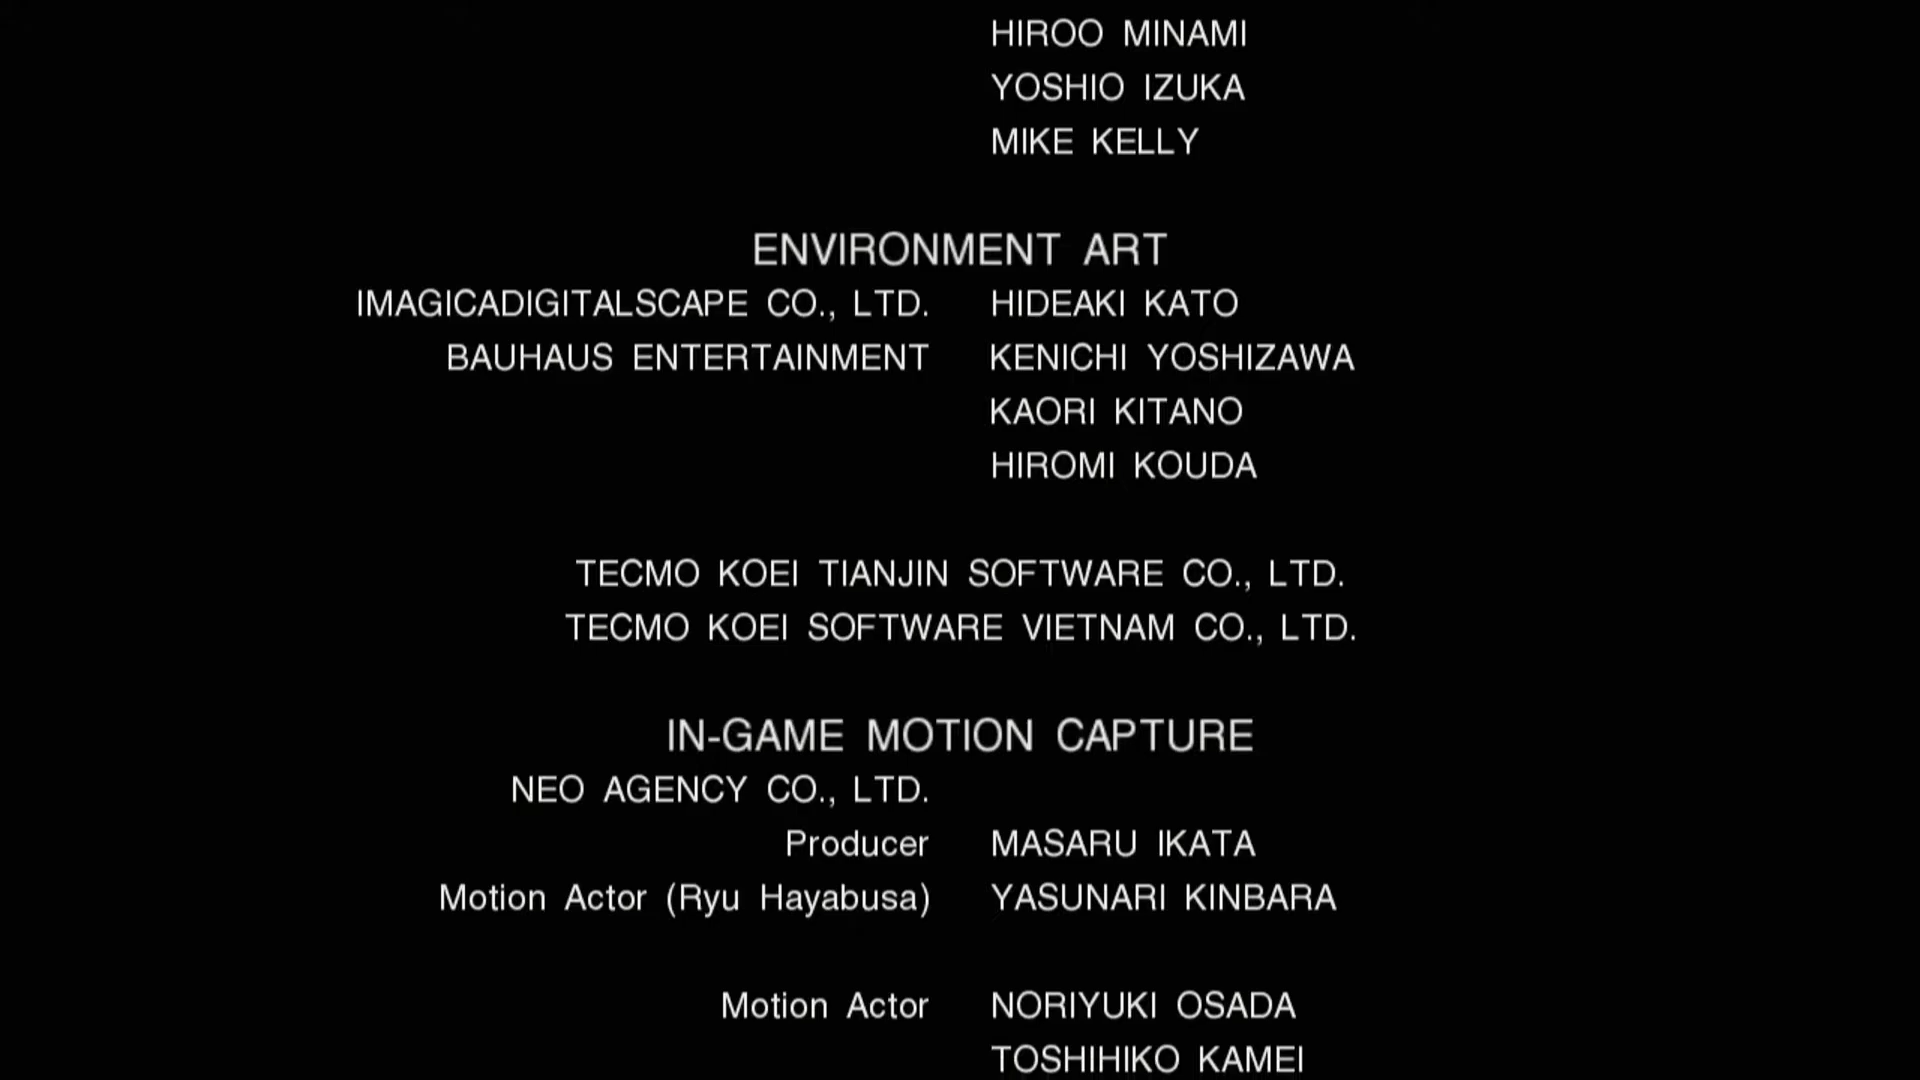 HIROO MINAMI
YOSHIO IZUKA
MIKE KELLY
ENVIRONMENT ART
IMAGICADIGITALSCAPE CO., LTD. HIDEAKI KATO
BAUHAUS ENTERTAINMENT KENICHI YOSHIZAWA
KAORI KITANO
HIROMI KOUDA
TECMO KOEI TIANJIN SOFTWARE CO., LTD.
TECMO KOEI SOFTWARE VIETNAM CO., LTD.
IN-GAME MOTION CAPTURE
NEO AGENCY CO., LTD.
Producer MASARU IKATA
Motion Actor (Ryu Hayabusa) YASUNARI KINBARA
Motion Actor NORIYUKI OSADA
TOSHIHIKO KAMEI